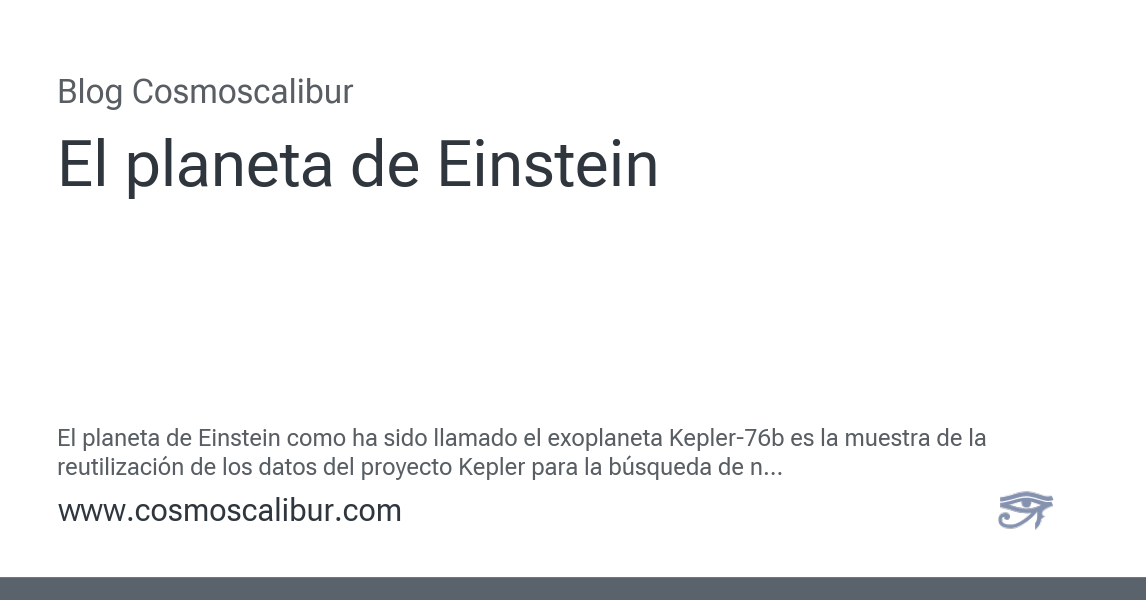 Blog Cosmoscalibur
El planeta de Einstein
El planeta de Einstein como ha sido llamado el exoplaneta Kepler-76b es la muestra de la
reutilización de los datos del proyecto Kepler para la búsqueda de n...
www.cosmoscalibur.com